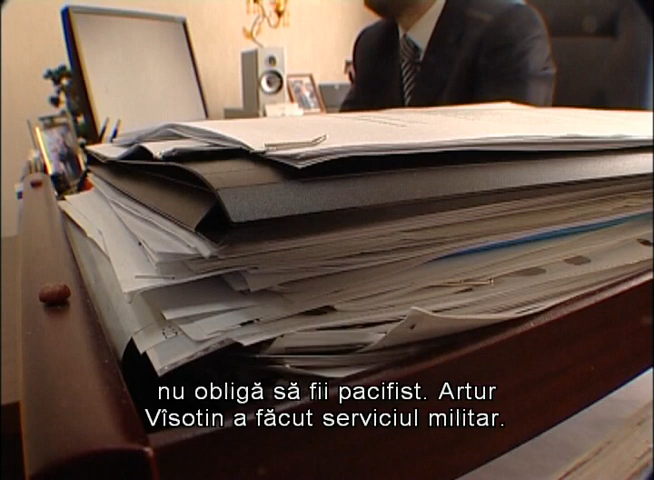 nu obligă să fii pacifist. Artur
Vîsotin a făcut serviciul militar.